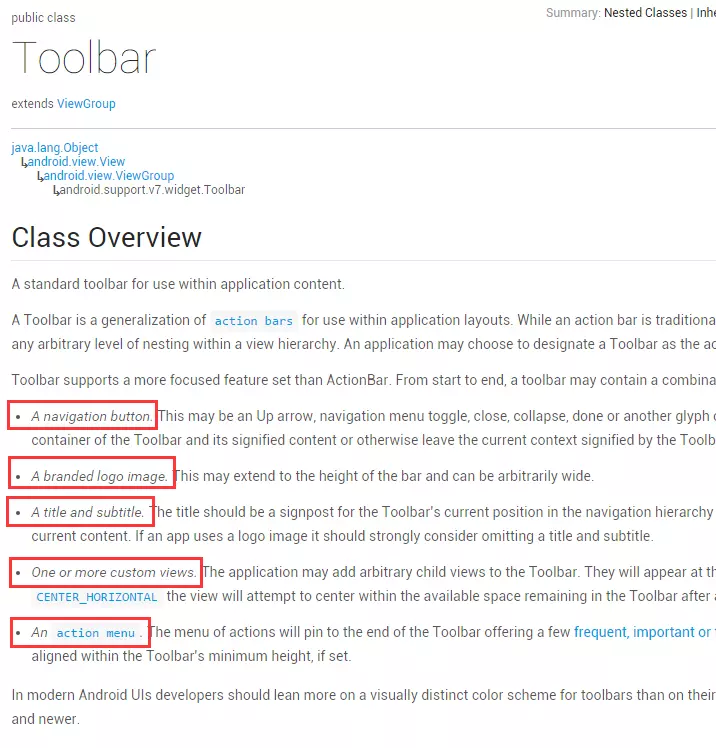 public class
Summary: Nested Classes | Inhe
Toolbar
extends ViewGroup
java.lang.Object
↳android.view.View
↳android.view.ViewGroup
↳android.support.v7.widget.Toolbar
Class Overview
A standard toolbar for use within application content.
A Toolbar is a generalization of action bars for use within application layouts. While an action bar is traditiona
any arbitrary level of nesting within a view hierarchy. An application may choose to designate a Toolbar as the ac
Toolbar supports a more focused feature set than ActionBar. From start to end, a toolbar may contain a combina
• A navigation button. This may be an Up arrow, navigation menu toggle, close, collapse, done or another glyph
container of the Toolbar and its signified content or otherwise leave the current context signified by the Toolb
• A branded logo image. This may extend to the height of the bar and can be arbitrarily wide.
• A title and subtitle. The title should be a signpost for the Toolbar's current position in the navigation hierarchy
current content. If an app uses a logo image it should strongly consider omitting a title and subtitle.
• One or more custom views. The application may add arbitrary child views to the Toolbar. They will appear at th
CENTER_HORIZONTAL the view will attempt to center within the available space remaining in the Toolbar after
• An action menu. The menu of actions will pin to the end of the Toolbar offering a few frequent, important or
aligned within the Toolbar's minimum height, if set.
In modern Android UIs developers should lean more on a visually distinct color scheme for toolbars than on their
and newer.